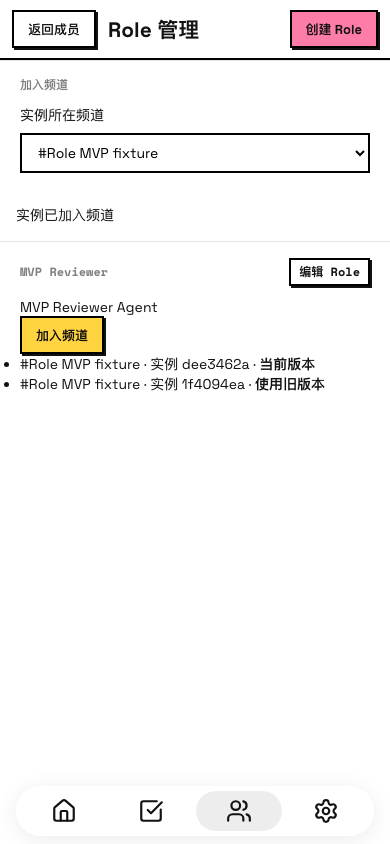 返回成员
Role 管理
创建 Role
加入频道
实例所在频道
#Role MVP fixture
实例已加入频道
MVP Reviewer
编辑 Role
MVP Reviewer Agent
加入频道
#Role MVP fixture · 实例 dee3462a · 当前版本
#Role MVP fixture · 实例 1f4094ea · 使用旧版本